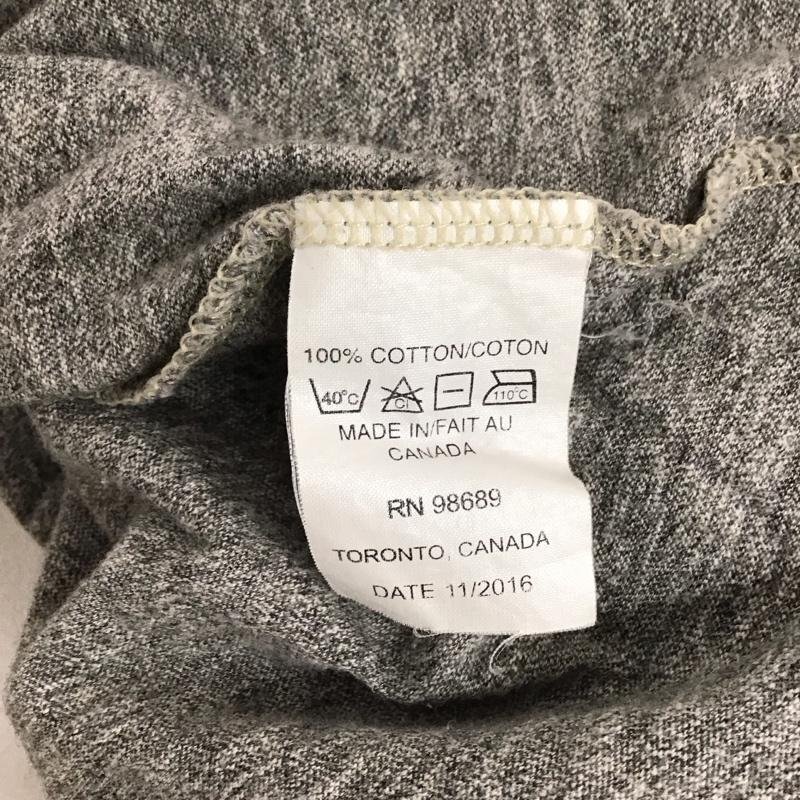 100% COTTON/COTON
40°C Cl 110°C
MADE IN/FAIT AU
CANADA
RN 98689
TORONTO, CANADA
DATE 11/2016